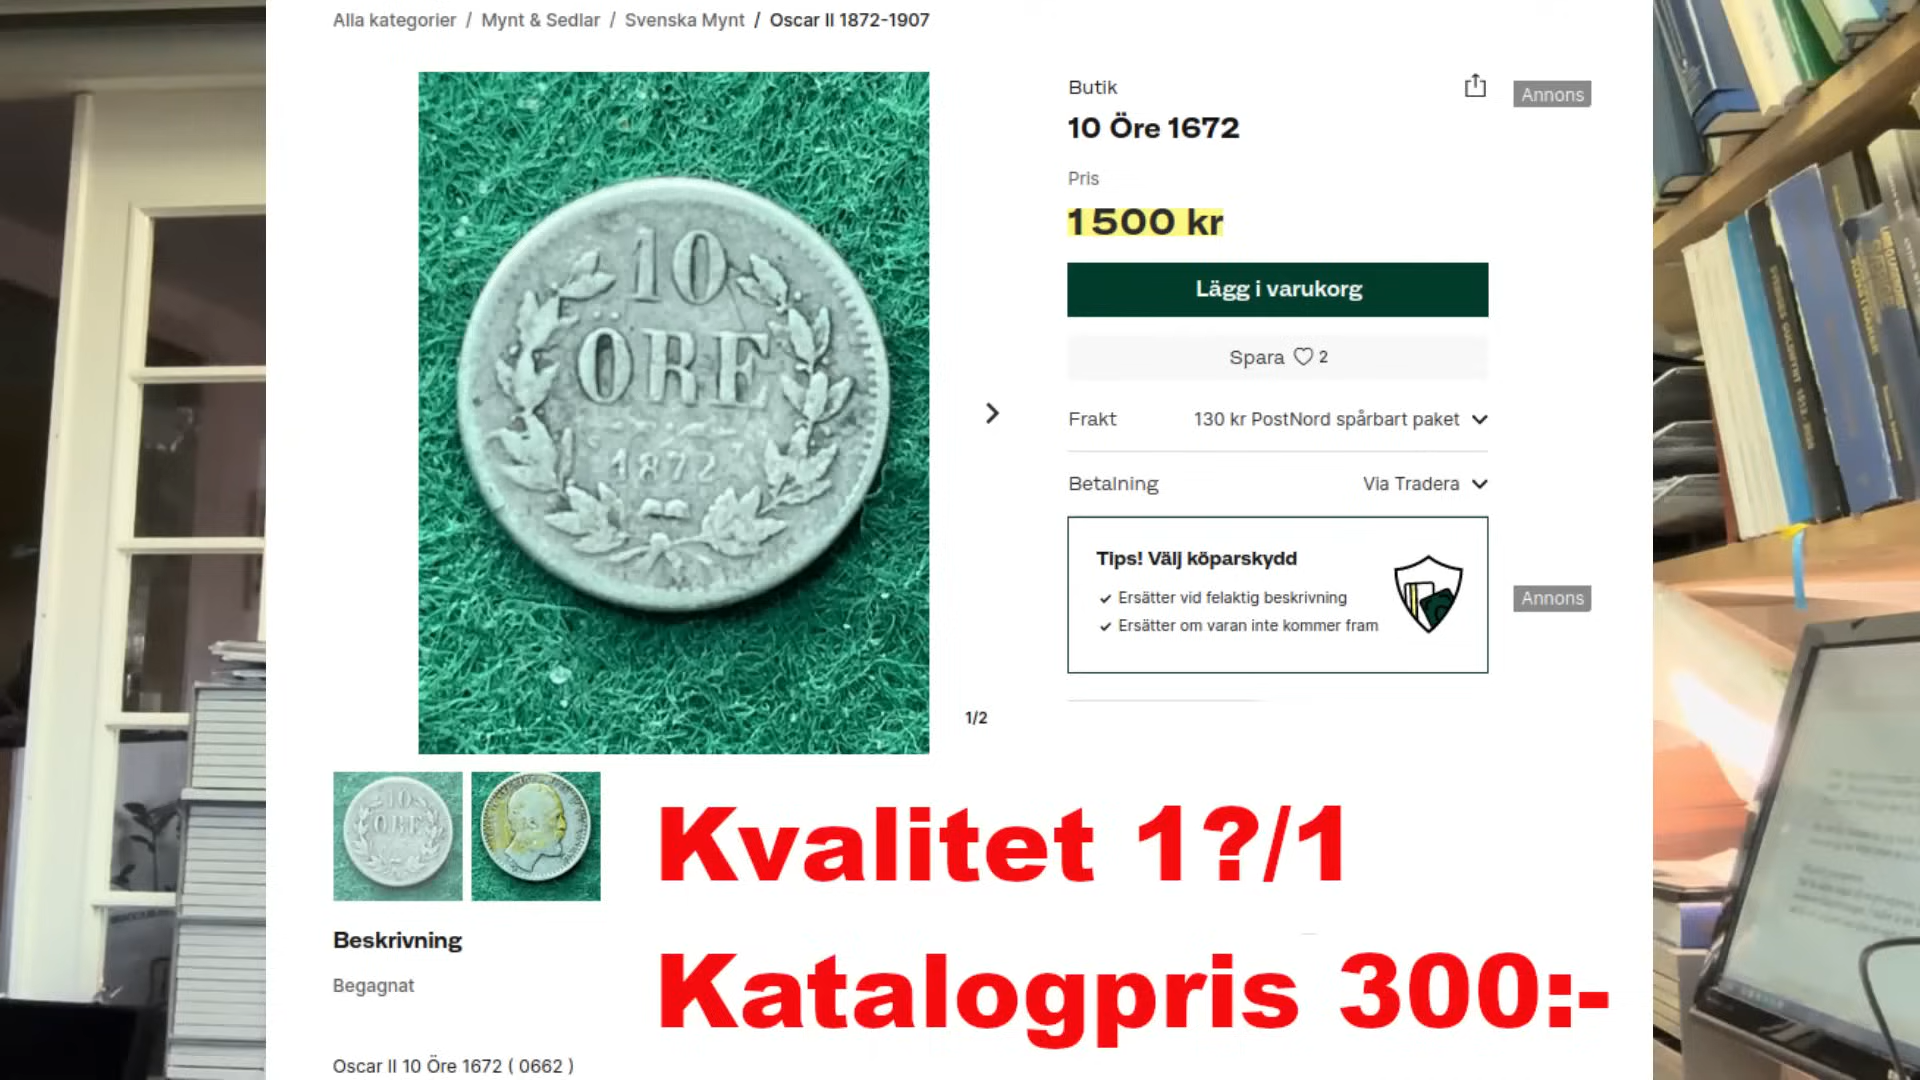 Alla kategorier / Mynt & Sedlar / Svenska Mynt / Oscar II 1872-1907
10
ÖRE
1872
1/2
Butik
10 Öre 1672
Pris
1 500 kr
Lägg i varukorg
Spara 2
Frakt 130 kr PostNord spårbart paket
Betalning Via Tradera
Tips! Välj köparskydd
Ersätter vid felaktig beskrivning
Ersätter om varan inte kommer fram
Annons
Annons
Kvalitet 1?/1
Katalogpris 300:-
Beskrivning
Begagnat
Oscar II 10 Öre 1672 ( 0662 )